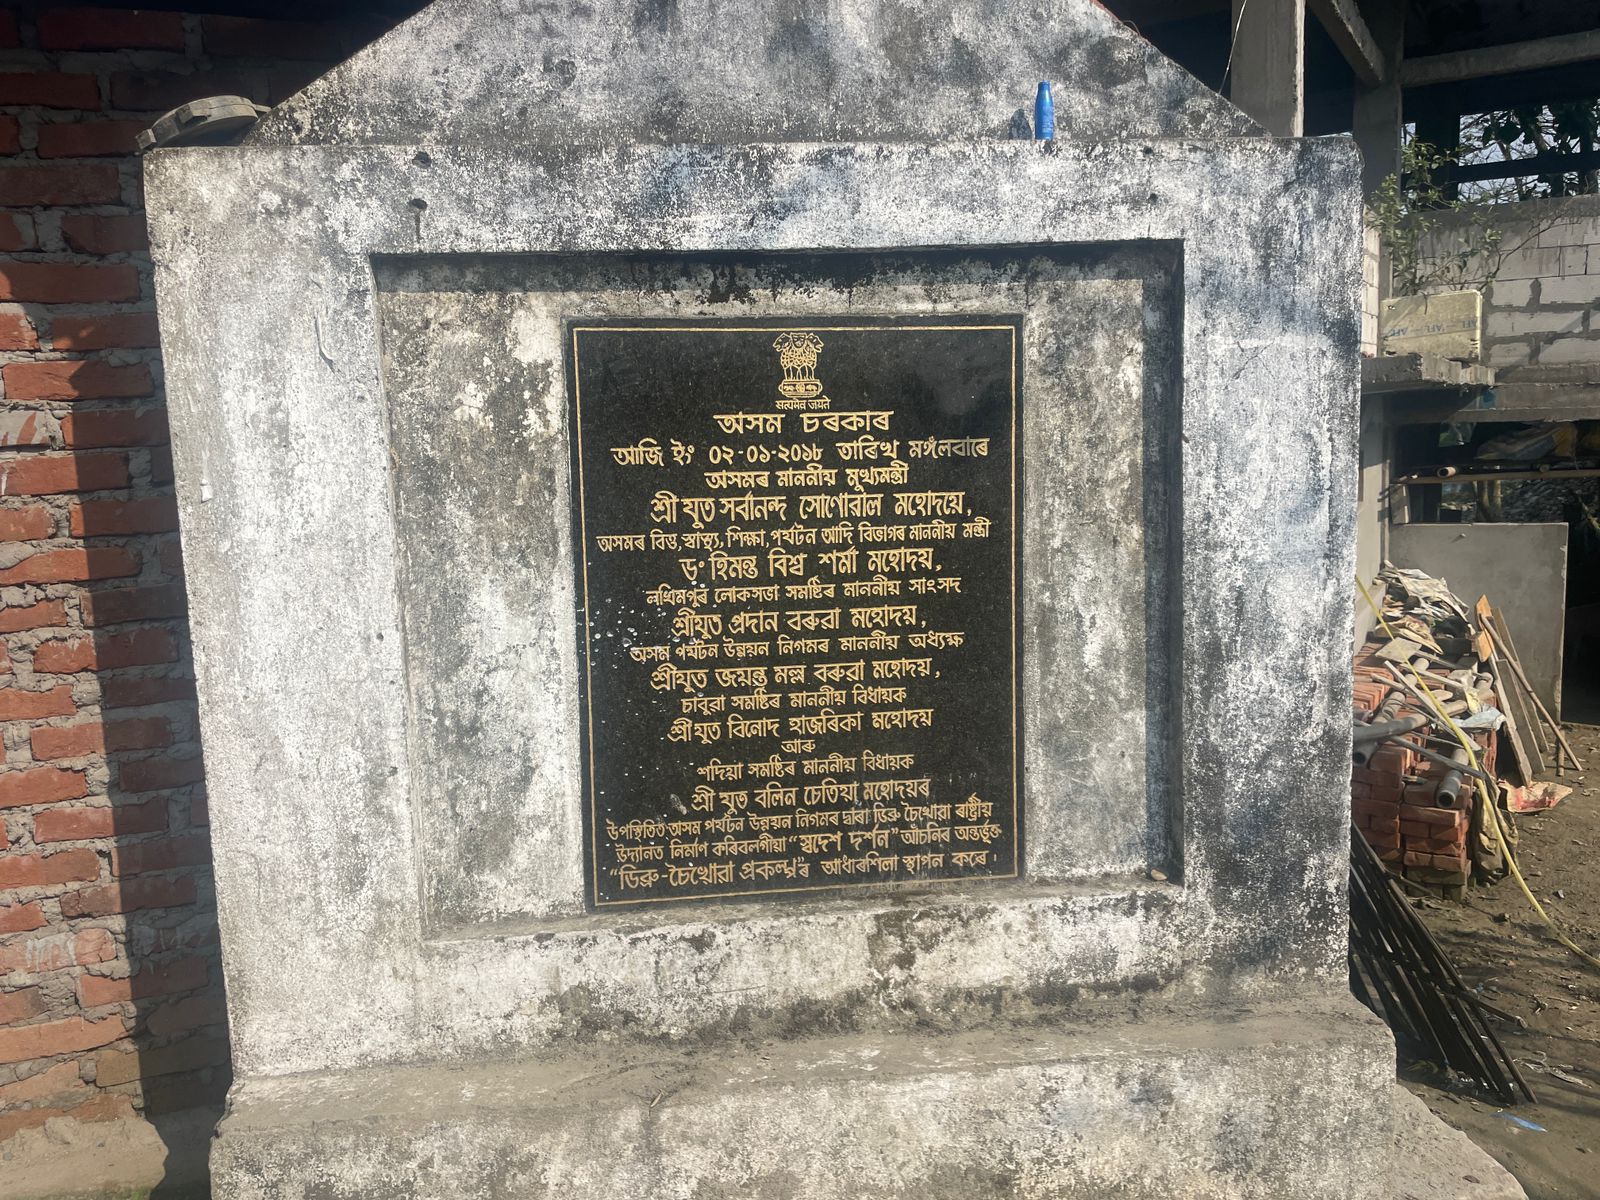 सत्यमेव जयते
অসম চৰকাৰ
আজি ইং 02-০১-২০১৮ তাৰিখ মঙ্গলবাৰে
অসমৰ মাননীয় মুখ্যমন্ত্ৰী
শ্ৰী যুত সৰ্বানন্দ সোণোৱাল মহোদয়ে,
অসমৰ বিত্ত, স্বাস্থ্য, শিক্ষা, পৰ্যটন আদি বিভাগৰ মাননীয় মন্ত্ৰী
ড° হিমন্ত বিশ্ব শৰ্মা মহোদয়,
লখিমপুৰ লোকসভা সমষ্টিৰ মাননীয় সাংসদ
শ্ৰীযুত প্ৰদান বৰুৱা মহোদয়,
অসম পৰ্যটন উন্নয়ন নিগমৰ মাননীয় অধ্যক্ষ
শ্ৰীযুত জয়ন্ত মল্ল বৰুৱা মহোদয়,
চাবুৱা সমষ্টিৰ মাননীয় বিধায়ক
শ্ৰীযুত বিনোদ হাজৰিকা মহোদয়
আৰু
শদিয়া সমষ্টিৰ মাননীয় বিধায়ক
শ্ৰী যুত বলিন চেতিয়া মহোদয়ৰ
উপস্থিতিত অসম পৰ্যটন উন্নয়ন নিগমৰ দ্বাৰা ডিব্ৰু চৈখোৱা ৰাষ্ট্ৰীয়
উদ্যানত নিৰ্মাণ কৰিবলগীয়া "স্বদেশ দৰ্শন" আঁচনিৰ অন্তৰ্ভূক্ত
"ডিব্ৰু-চৈখোৱা প্ৰকল্প"ৰ আধাৰশিলা স্থাপন কৰে।